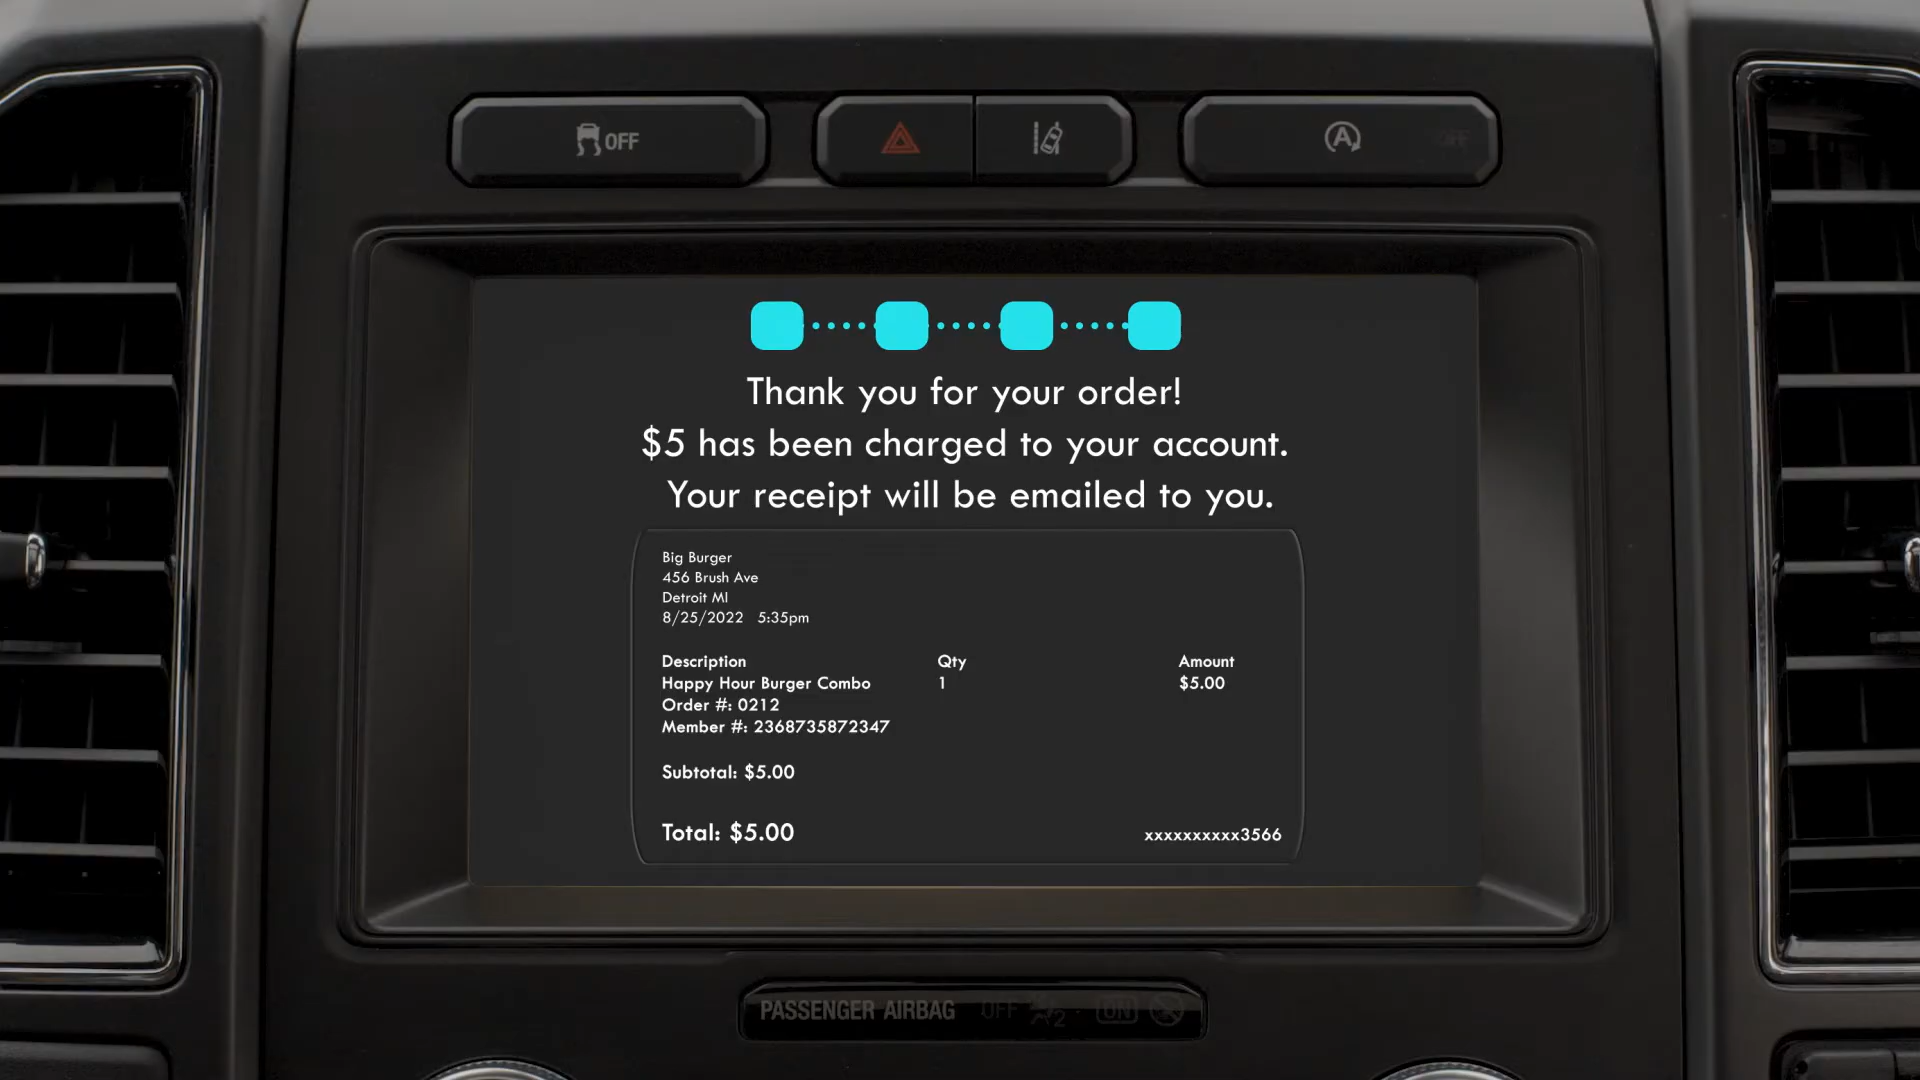 OFF
A
OFF
Thank you for your order!
$5 has been charged to your account.
Your receipt will be emailed to you.
Big Burger
456 Brush Ave
Detroit MI
8/25/2022 5:35pm
Description Qty Amount
Happy Hour Burger Combo 1 $5.00
Order #: 0212
Member #: 2368735872347
Subtotal: $5.00
Total: $5.00 xxxxxxxxxx3566
PASSENGER AIRBAG OFF 2 ON